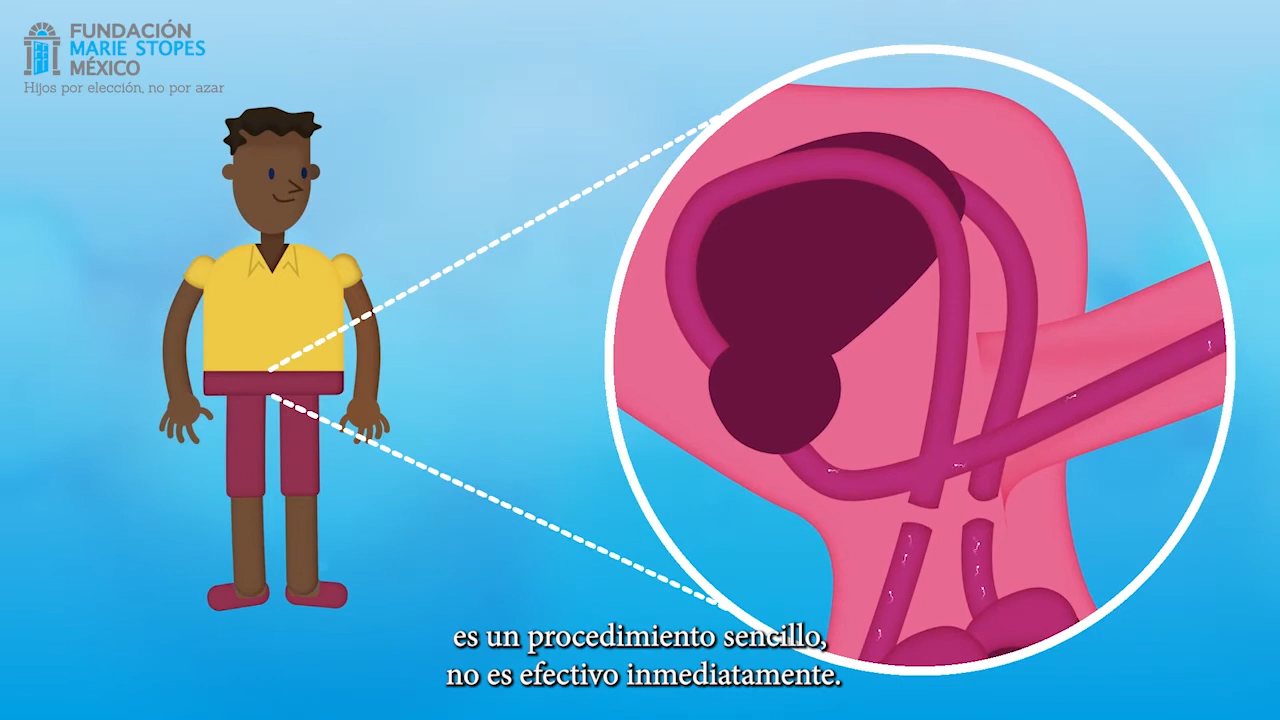 FUNDACIÓN
MARIE STOPES
MÉXICO
Hijos por elección, no por azar
es un procedimiento sencillo,
no es efectivo inmediatamente.